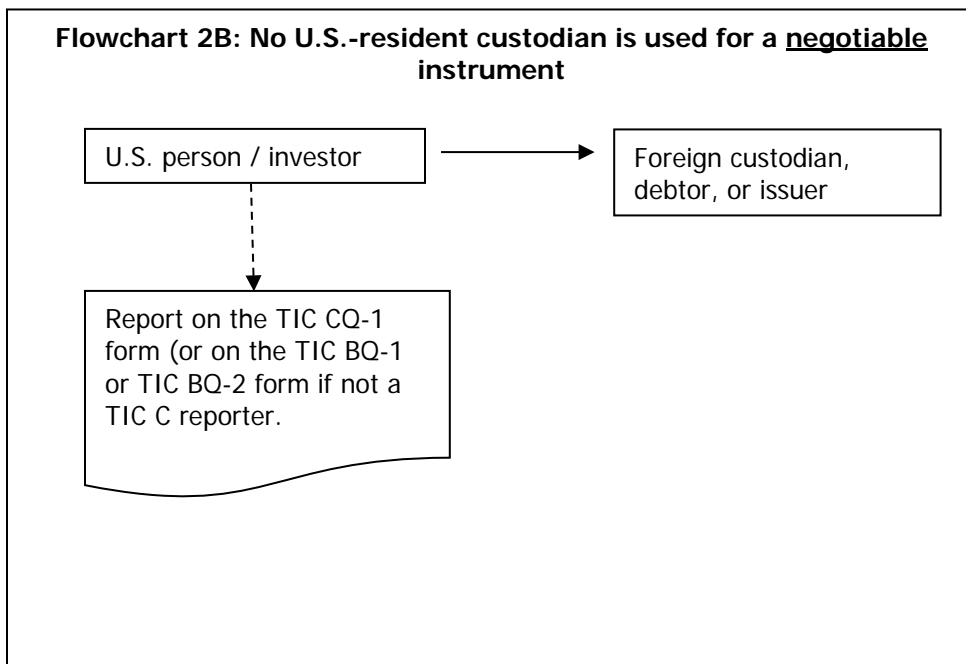 Flowchart 2B: No U.S.-resident custodian is used for a negotiable
instrument
U.S. person / investor
Foreign custodian,
debtor, or issuer
Report on the TIC CQ-1
form (or on the TIC BQ-1
or TIC BQ-2 form if not a
TIC C reporter.